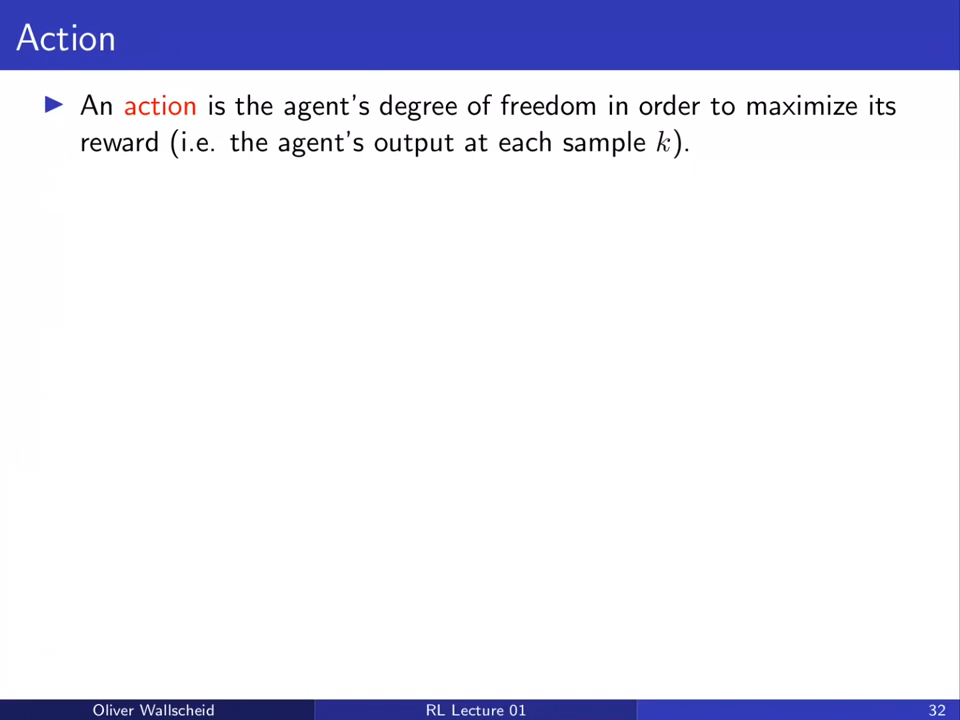 Action
▶ An action is the agent's degree of freedom in order to maximize its
reward (i.e. the agent's output at each sample k).
Oliver Wallscheid RL Lecture 01 32